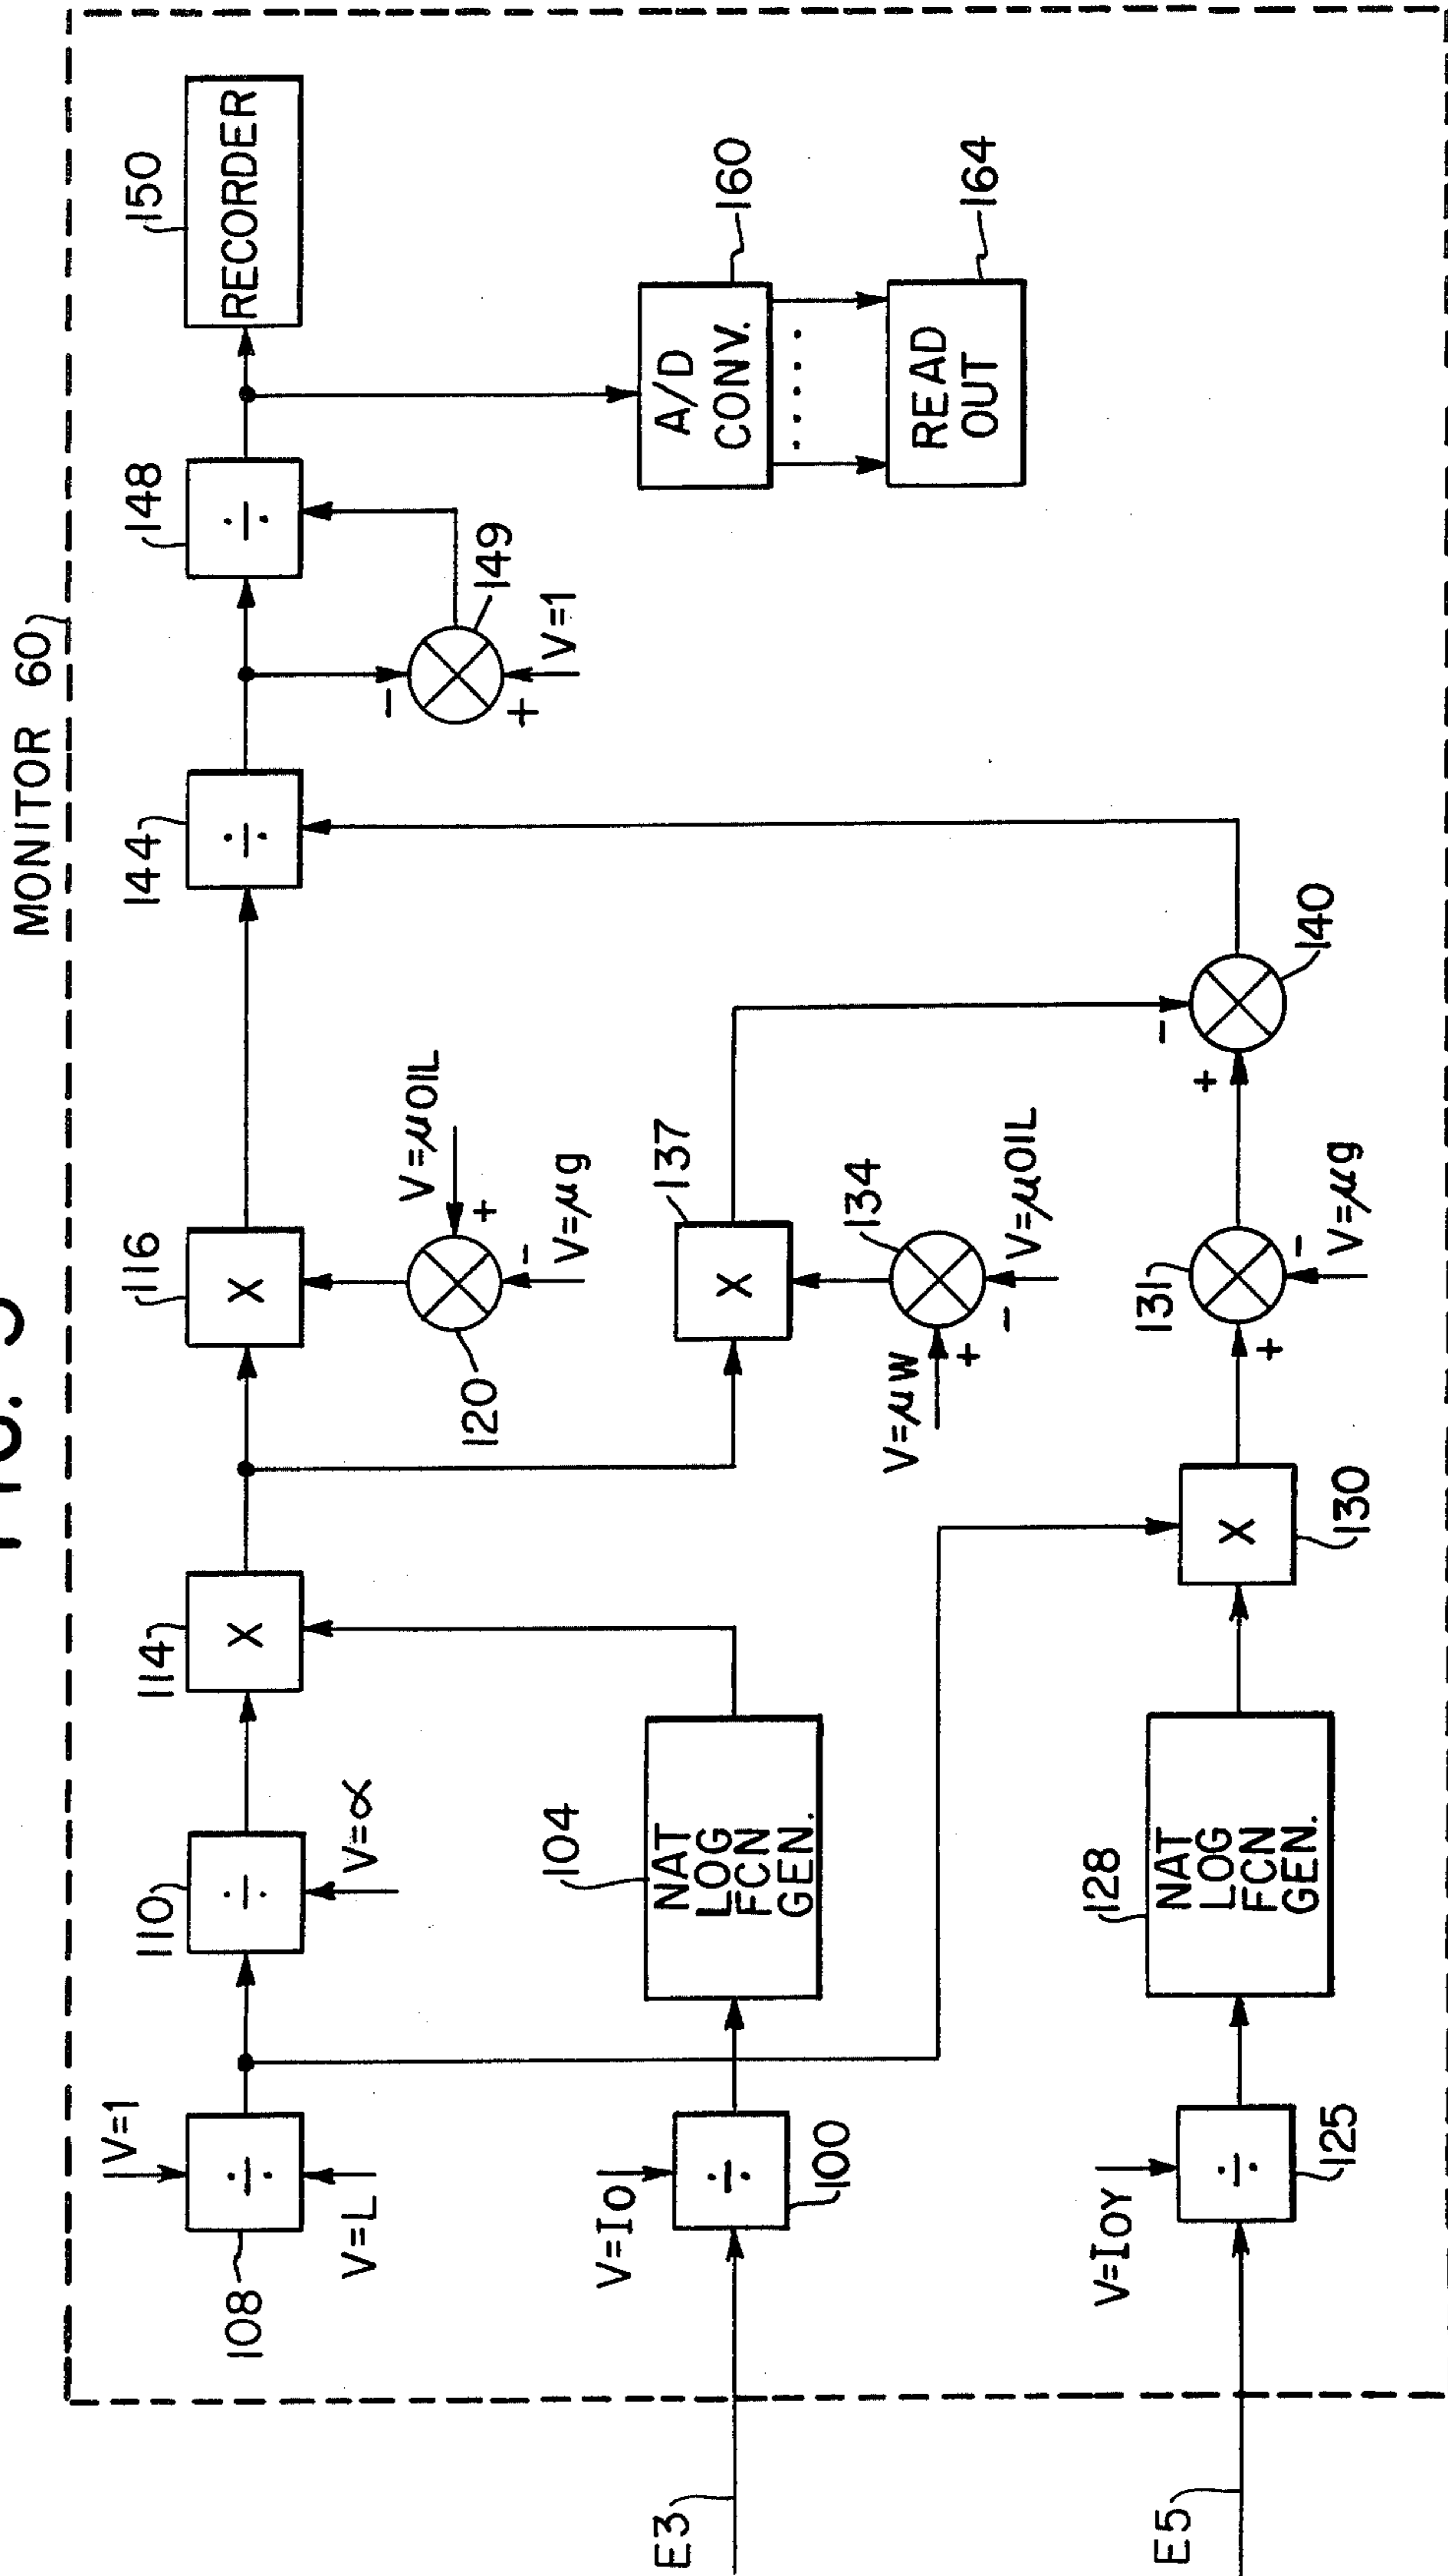 FIG. 3
MONITOR 60
108
V=1
V=L
110
V=α
114
116
120
V=μOIL
+
-
V=μg
144
148
149
-
+
V=1
150
RECORDER
A/D
CONV.
160
.....
READ
OUT
164
E3
V=IO
100
104
NAT
LOG
FCN
GEN.
137
134
V=μW
+
-
V=μOIL
E5
V=IOY
125
128
NAT
LOG
FCN
GEN.
130
131
+
-
V=μg
140
+
-
÷
÷
X
X
÷
÷
÷
X
÷
X